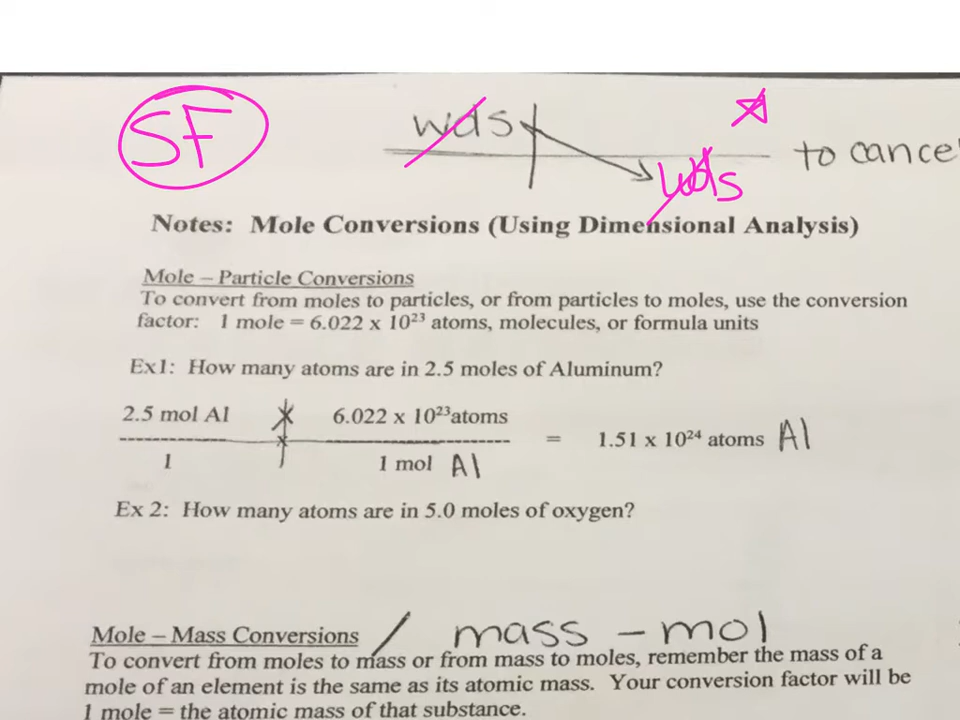 SF
wds
wds
to cance
Notes: Mole Conversions (Using Dimensional Analysis)
Mole – Particle Conversions
To convert from moles to particles, or from particles to moles, use the conversion
factor: 1 mole = 6.022 x 10²³ atoms, molecules, or formula units
Ex1: How many atoms are in 2.5 moles of Aluminum?
2.5 mol Al x 6.022 x 10²³atoms
= 1.51 x 10²⁴ atoms Al
1 1 mol Al
Ex 2: How many atoms are in 5.0 moles of oxygen?
Mole – Mass Conversions / mass - mol
To convert from moles to mass or from mass to moles, remember the mass of a
mole of an element is the same as its atomic mass. Your conversion factor will be
1 mole = the atomic mass of that substance.